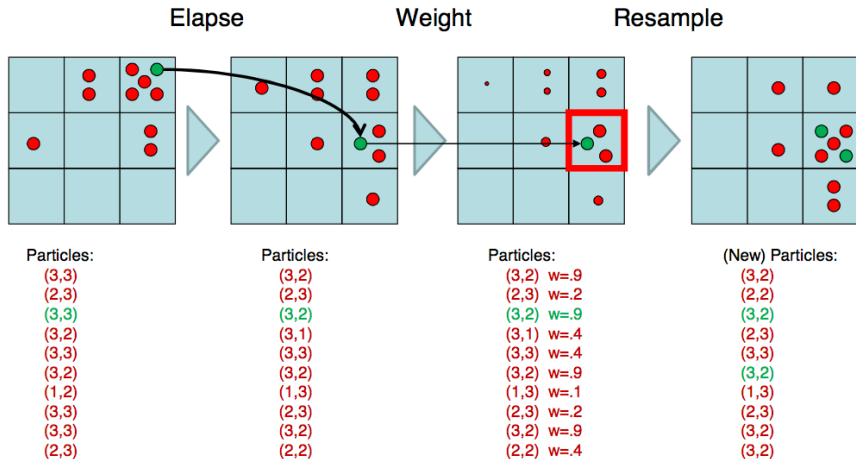 Elapse Weight Resample
Particles: Particles: Particles: (New) Particles:
(3,3) (3,2) (3,2) w=.9 (3,2)
(2,3) (2,3) (2,3) w=.2 (2,2)
(3,3) (3,2) (3,2) w=.9 (3,2)
(3,2) (3,1) (3,1) w=.4 (2,3)
(3,3) (3,3) (3,3) w=.4 (3,3)
(3,2) (3,2) (3,2) w=.9 (3,2)
(1,2) (1,3) (1,3) w=.1 (1,3)
(3,3) (2,3) (2,3) w=.2 (2,3)
(3,3) (3,2) (3,2) w=.9 (3,2)
(2,3) (2,2) (2,2) w=.4 (3,2)